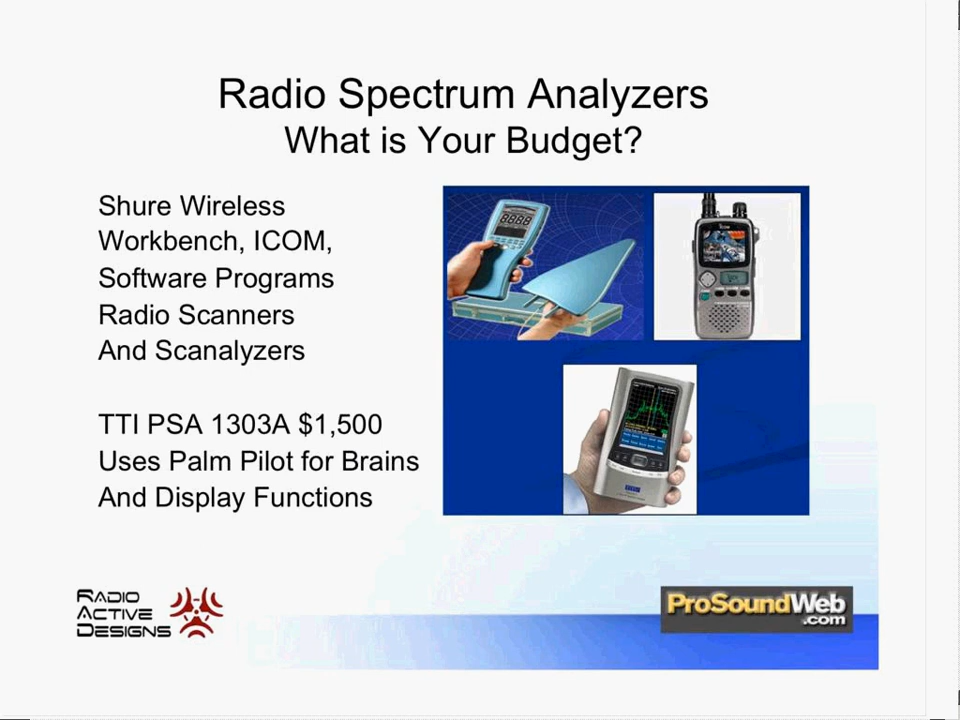 Radio Spectrum Analyzers
What is Your Budget?
Shure Wireless
Workbench, ICOM,
Software Programs
Radio Scanners
And Scanalyzers
TTI PSA 1303A $1,500
Uses Palm Pilot for Brains
And Display Functions
8888
RADIO
ACTIVE
DESIGNS
ProSoundWeb
.com